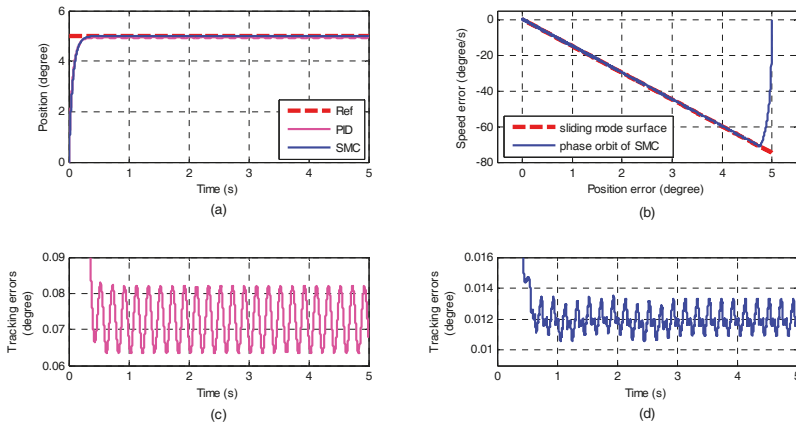 6
4
2
0
Position (degree)
Ref
PID
SMC
0 1 2 3 4 5
Time (s)
(a)
0
-20
-40
-60
-80
Speed error (degree/s)
sliding mode surface
phase orbit of SMC
0 1 2 3 4 5
Position error (degree)
(b)
0.09
0.08
0.07
0.06
Tracking errors
(degree)
0 1 2 3 4 5
Time (s)
(c)
0.016
0.014
0.012
0.01
Tracking errors
(degree)
0 1 2 3 4 5
Time (s)
(d)